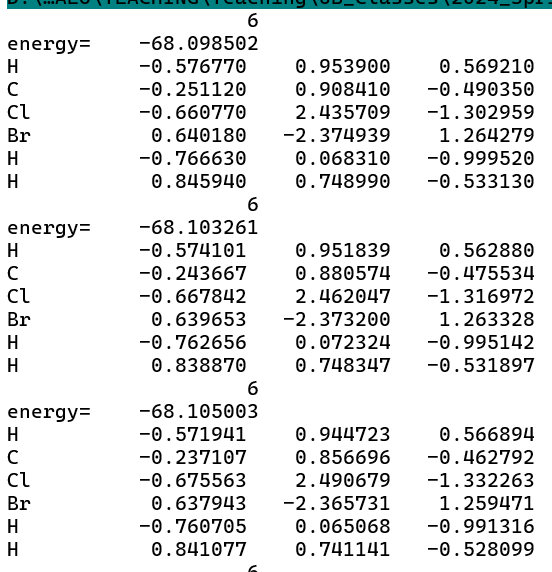 6
energy= -68.098502
H -0.576770 0.953900 0.569210
C -0.251120 0.908410 -0.490350
Cl -0.660770 2.435709 -1.302959
Br 0.640180 -2.374939 1.264279
H -0.766630 0.068310 -0.999520
H 0.845940 0.748990 -0.533130
6
energy= -68.103261
H -0.574101 0.951839 0.562880
C -0.243667 0.880574 -0.475534
Cl -0.667842 2.462047 -1.316972
Br 0.639653 -2.373200 1.263328
H -0.762656 0.072324 -0.995142
H 0.838870 0.748347 -0.531897
6
energy= -68.105003
H -0.571941 0.944723 0.566894
C -0.237107 0.856696 -0.462792
Cl -0.675563 2.490679 -1.332263
Br 0.637943 -2.365731 1.259471
H -0.760705 0.065068 -0.991316
H 0.841077 0.741141 -0.528099
6